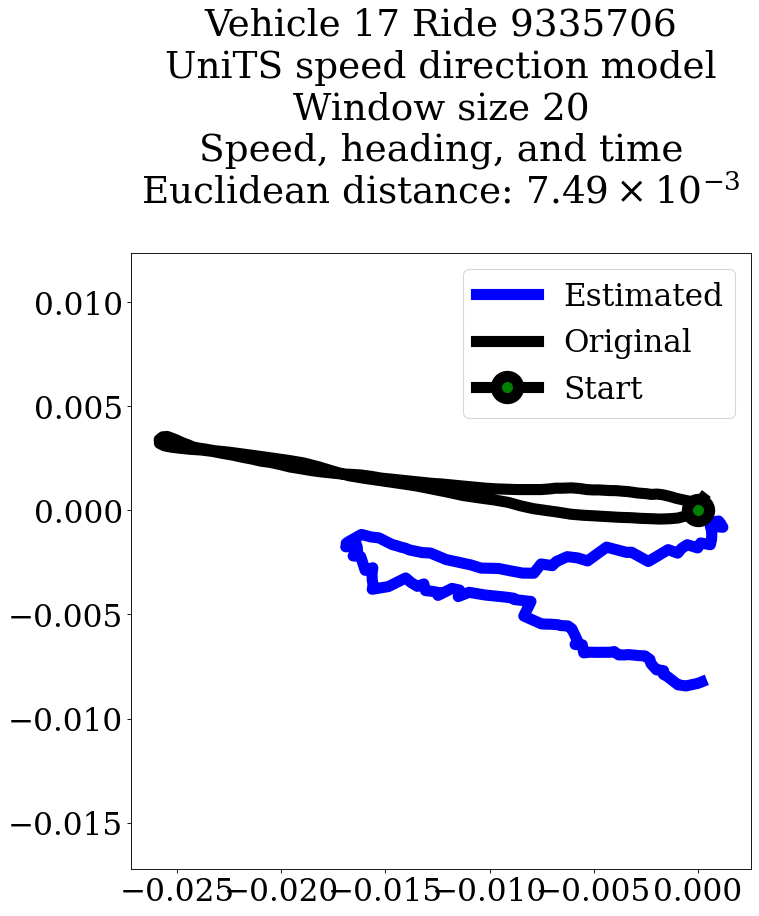 Vehicle 17 Ride 9335706
UniTS speed direction model
Window size 20
Speed, heading, and time
Euclidean distance: 7.49 × 10⁻³
Estimated
Original
Start
0.010
0.005
0.000
−0.005
−0.010
−0.015
−0.025 −0.020 −0.015 −0.010 −0.005 0.000